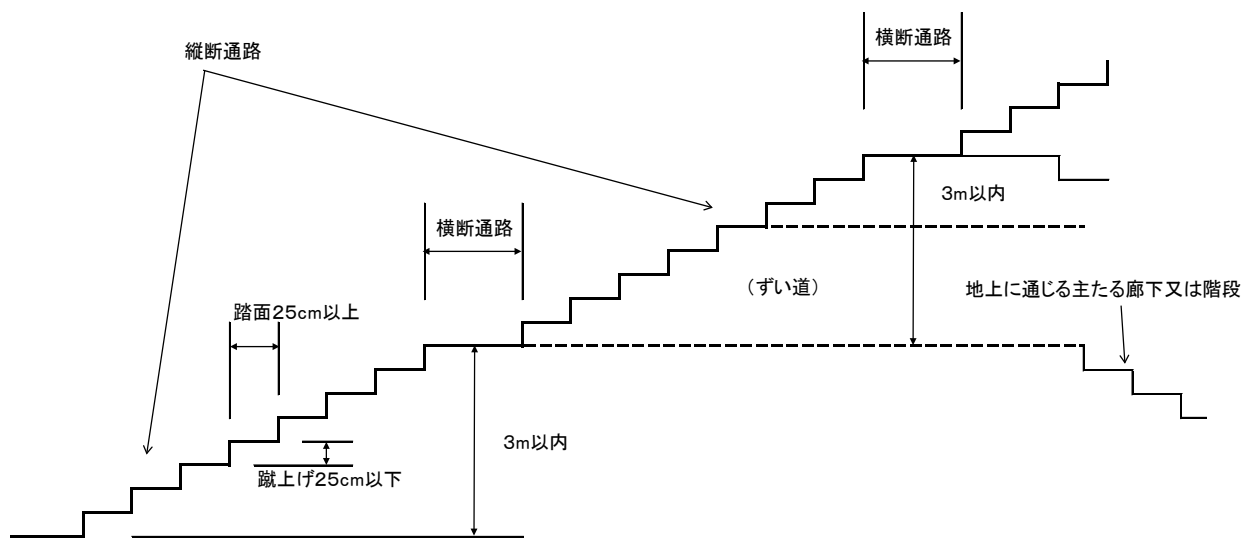 横断通路
縦断通路
3m以内
横断通路
(ずい道)
地上に通じる主たる廊下又は階段
踏面25cm以上
3m以内
蹴上げ25cm以下